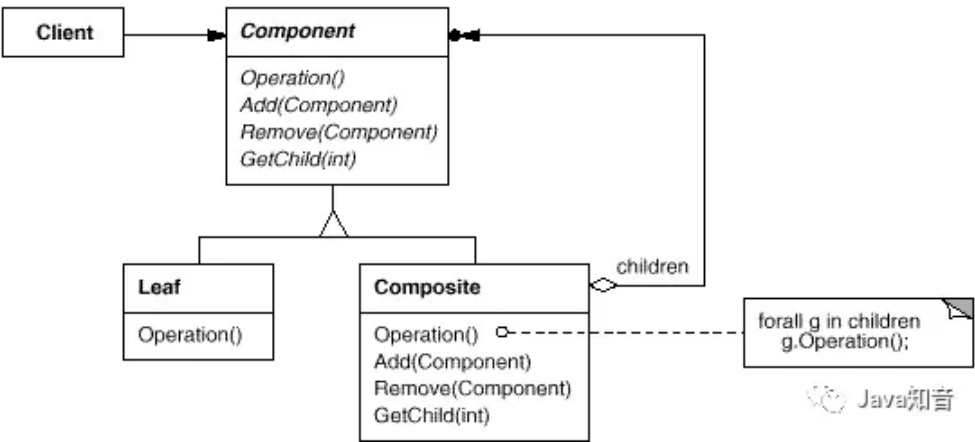 Client
Component
Operation()
Add(Component)
Remove(Component)
GetChild(int)
children
Leaf
Operation()
Composite
Operation()
Add(Component)
Remove(Component)
GetChild(int)
forall g in children
g.Operation();
Java知音